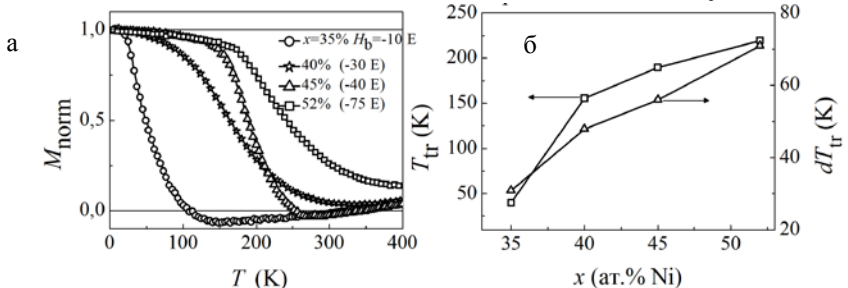 а
M_norm
1,0
0,5
0,0
0 100 200 300 400
T (K)
x=35% H_b=-10 E
40% (-30 E)
45% (-40 E)
52% (-75 E)
б
T_tr (K)
250
225
200
150
100
50
35 40 45 50
x (ат.% Ni)
80
60
40
20
dT_tr (K)